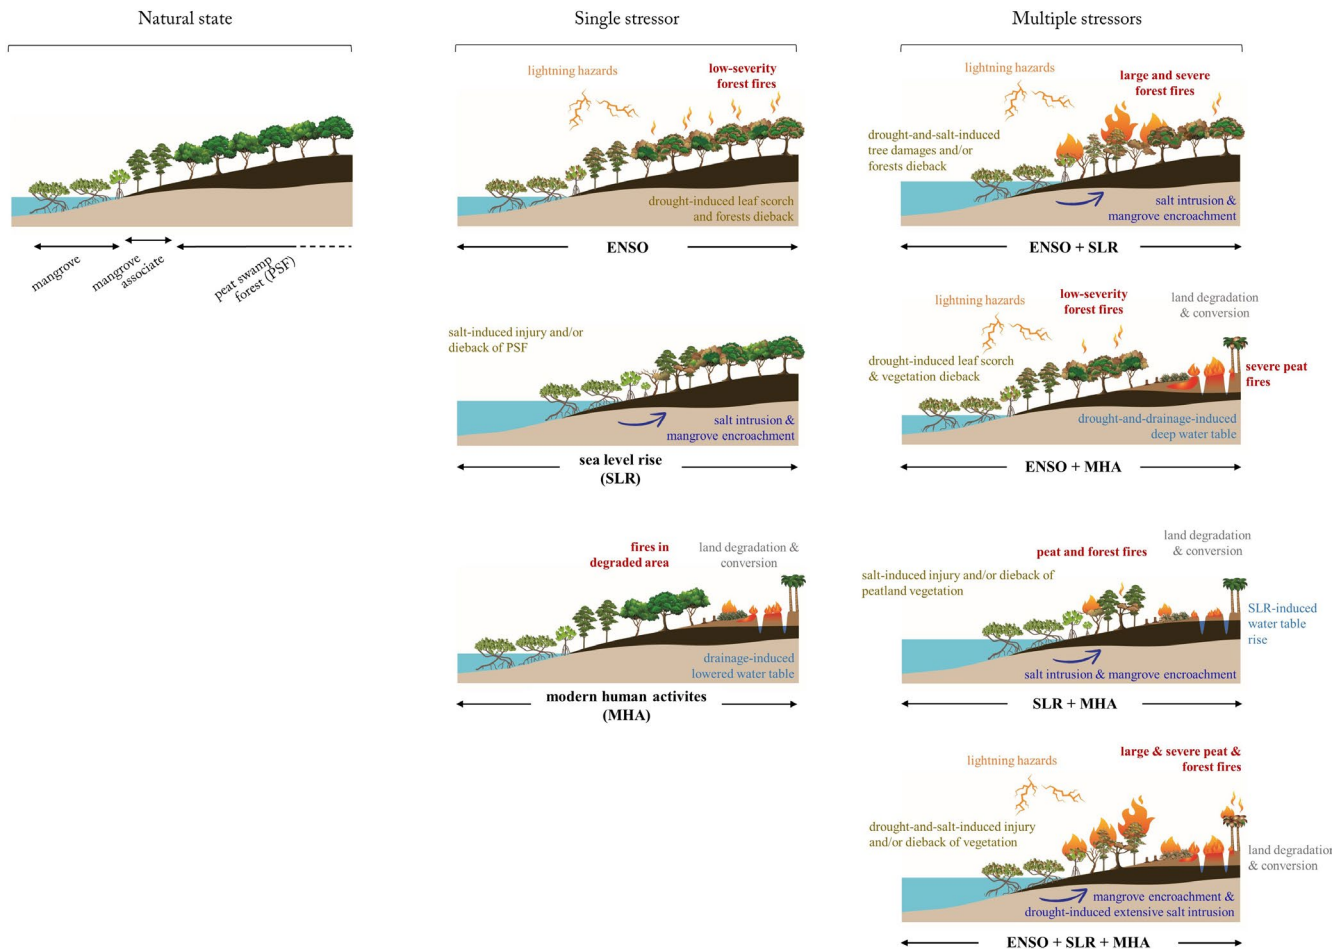 Natural state
Single stressor
Multiple stressors
mangrove
mangrove
associate
peat swamp
forest (PSF)
lightning hazards
low-severity
forest fires
drought-induced leaf scorch
and forests dieback
ENSO
salt-induced injury and/or
dieback of PSF
salt intrusion &
mangrove encroachment
sea level rise
(SLR)
fires in
degraded area
land degradation &
conversion
drainage-induced
lowered water table
modern human activites
(MHA)
lightning hazards
large and severe
forest fires
drought-and-salt-induced
tree damages and/or
forests dieback
salt intrusion &
mangrove encroachment
ENSO + SLR
lightning hazards
low-severity
forest fires
land degradation
& conversion
drought-induced leaf scorch
& vegetation dieback
severe peat
fires
drought-and-drainage-induced
deep water table
ENSO + MHA
peat and forest fires
land degradation
& conversion
salt-induced injury and/or dieback of
peatland vegetation
SLR-induced
water table
rise
salt intrusion & mangrove encroachment
SLR + MHA
lightning hazards
large & severe peat &
forest fires
drought-and-salt-induced injury
and/or dieback of vegetation
land degradation
& conversion
mangrove encroachment &
drought-induced extensive salt intrusion
ENSO + SLR + MHA